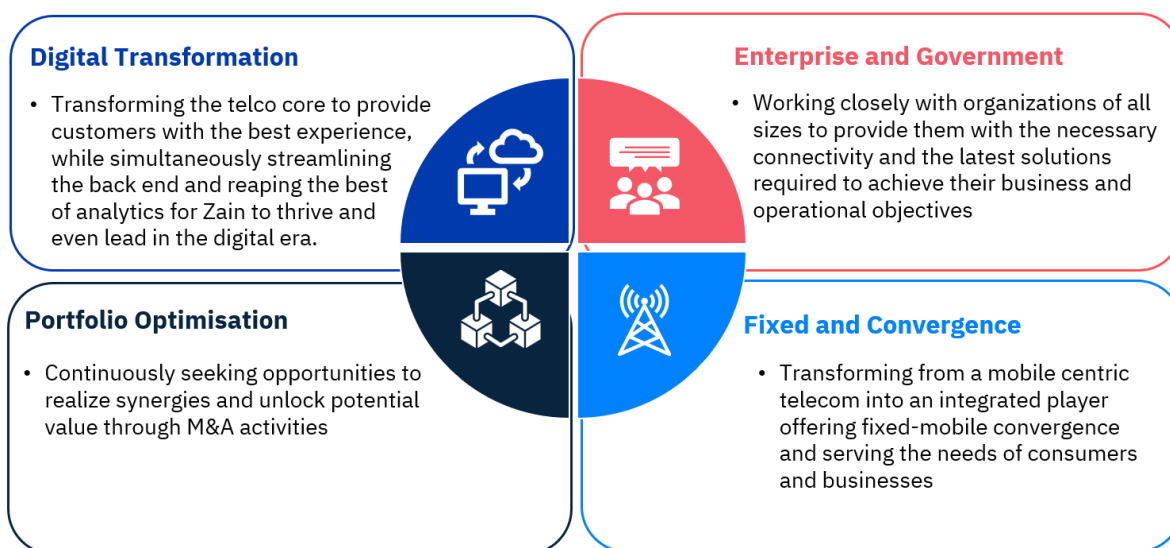 Digital Transformation
• Transforming the telco core to provide
customers with the best experience,
while simultaneously streamlining
the back end and reaping the best
of analytics for Zain to thrive and
even lead in the digital era.
Enterprise and Government
• Working closely with organizations of all
sizes to provide them with the necessary
connectivity and the latest solutions
required to achieve their business and
operational objectives
Portfolio Optimisation
• Continuously seeking opportunities to
realize synergies and unlock potential
value through M&A activities
Fixed and Convergence
• Transforming from a mobile centric
telecom into an integrated player
offering fixed-mobile convergence
and serving the needs of consumers
and businesses